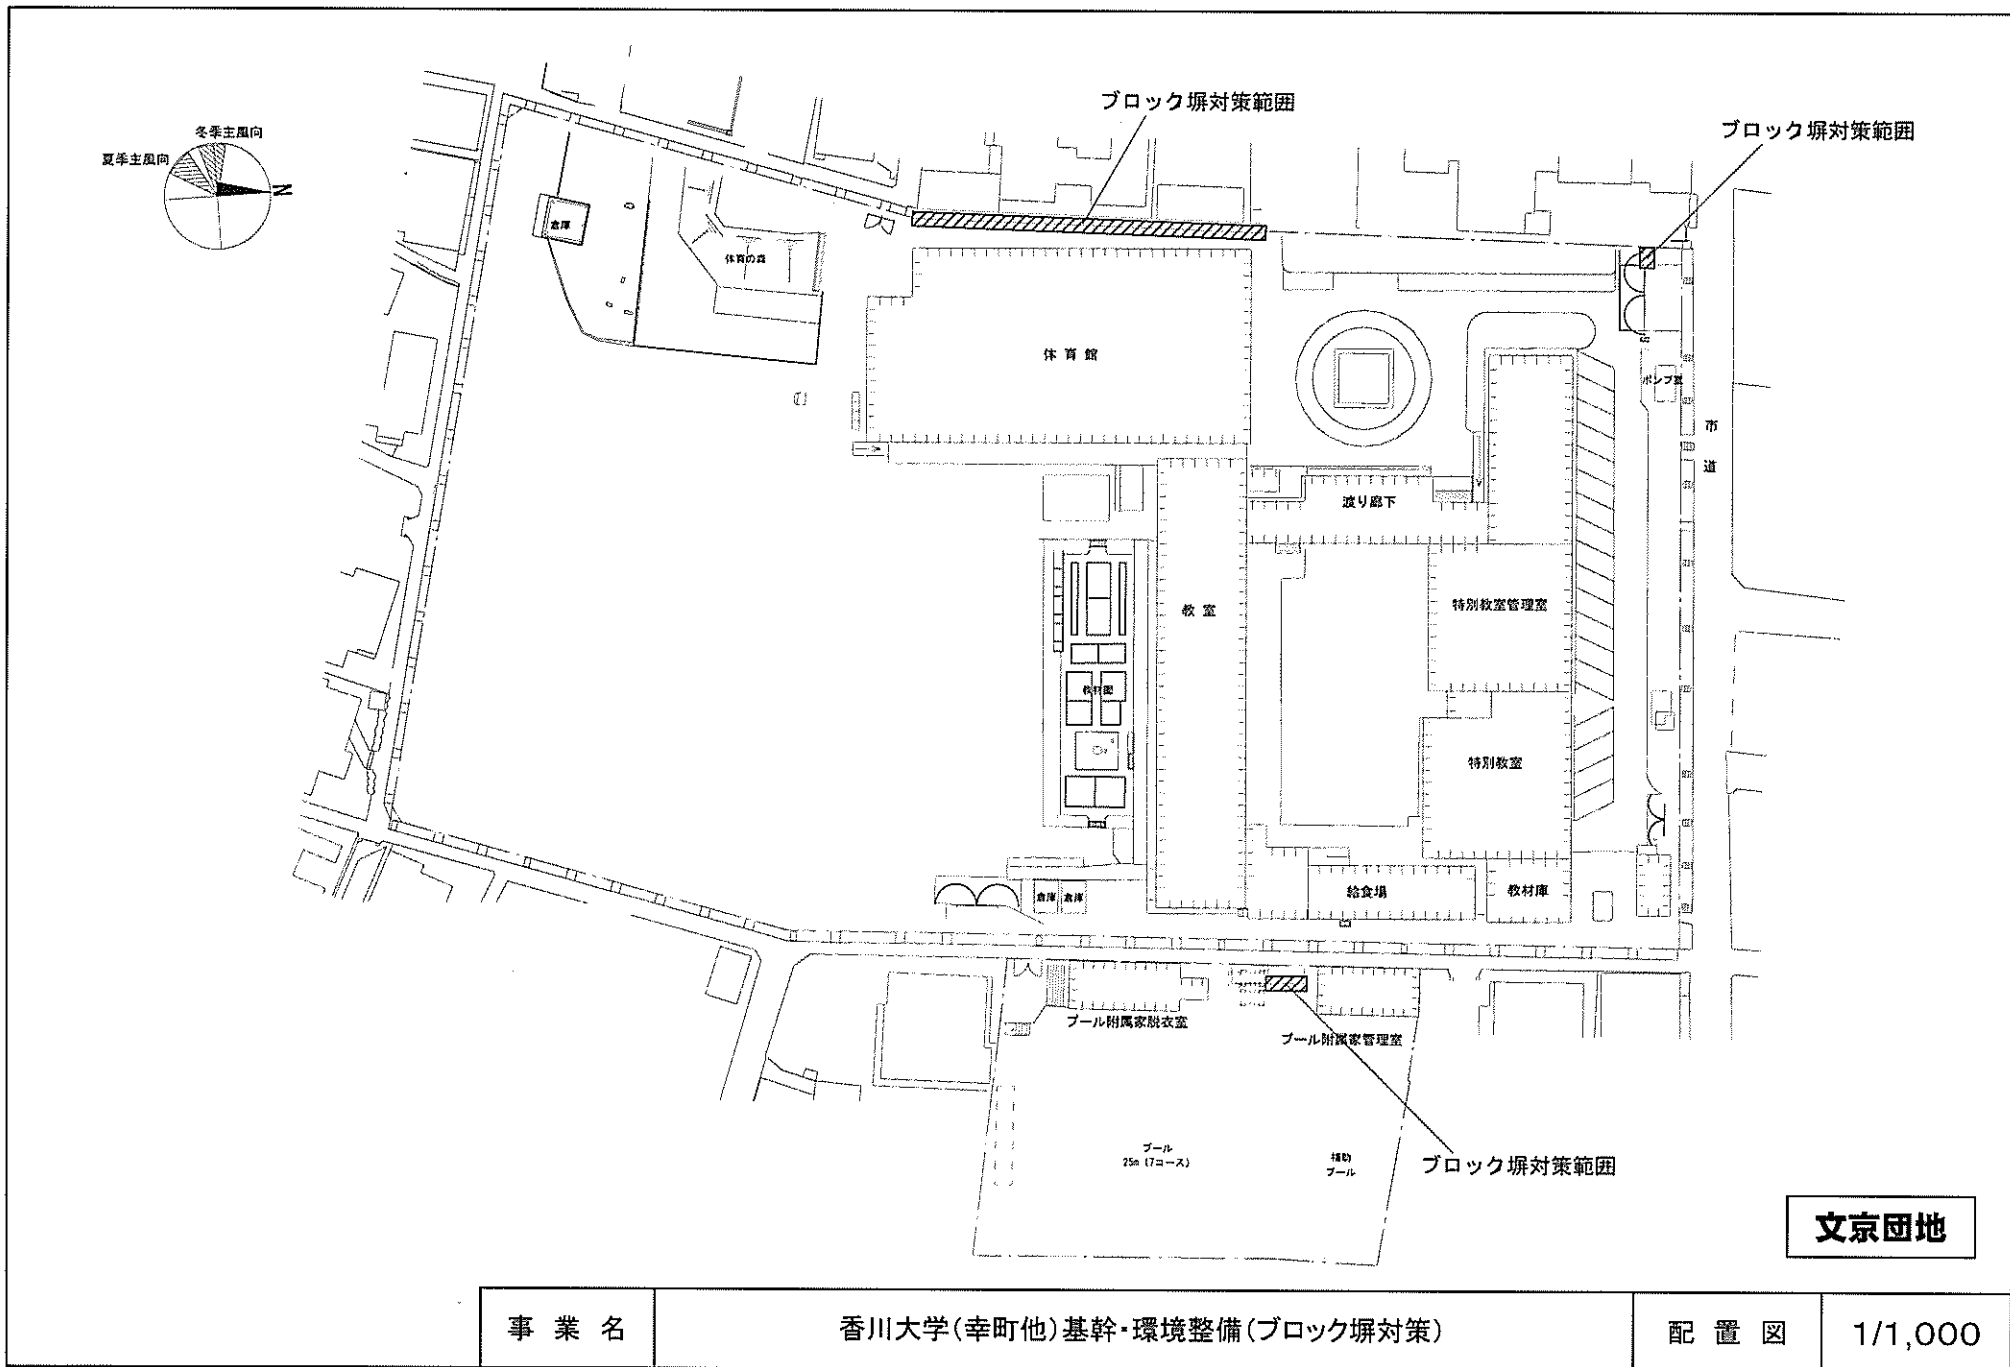 ブロック塀対策範囲
ブロック塀対策範囲
冬季主風向
夏季主風向
N
倉庫
体育の森
体育館
ポンプ室
市道
渡り廊下
教室
特別教室管理室
教材園
特別教室
倉庫
倉庫
給食場
教材庫
プール附属家脱衣室
プール附属家管理室
プール
25m (7コース)
補助
プール
ブロック塀対策範囲
文京団地
事業名
香川大学(幸町他)基幹・環境整備(ブロック塀対策)
配置図
1/1,000